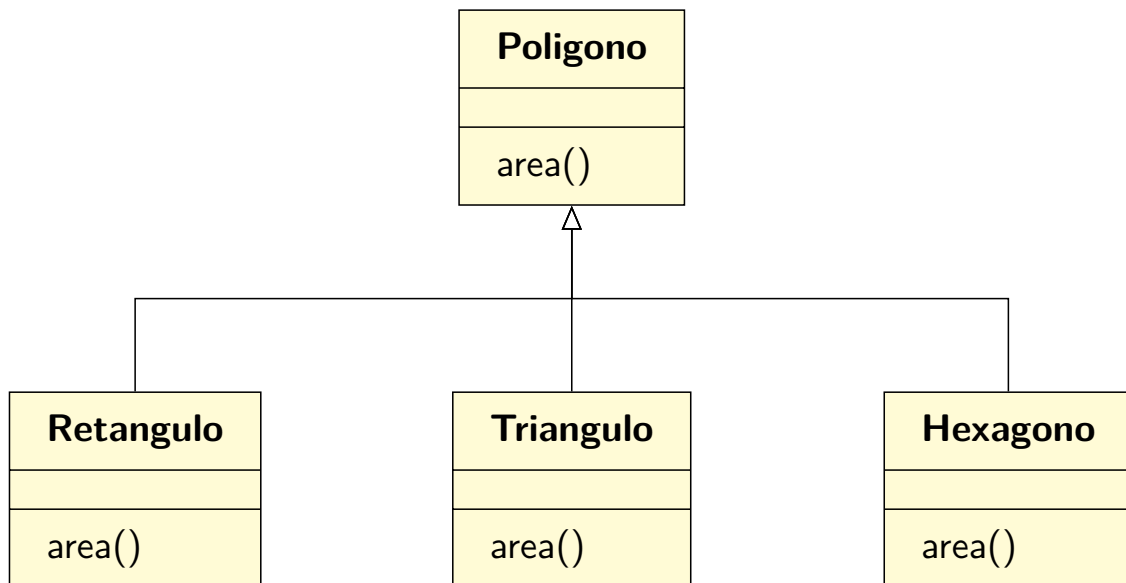 Poligono
area()
Retangulo
area()
Triangulo
area()
Hexagono
area()